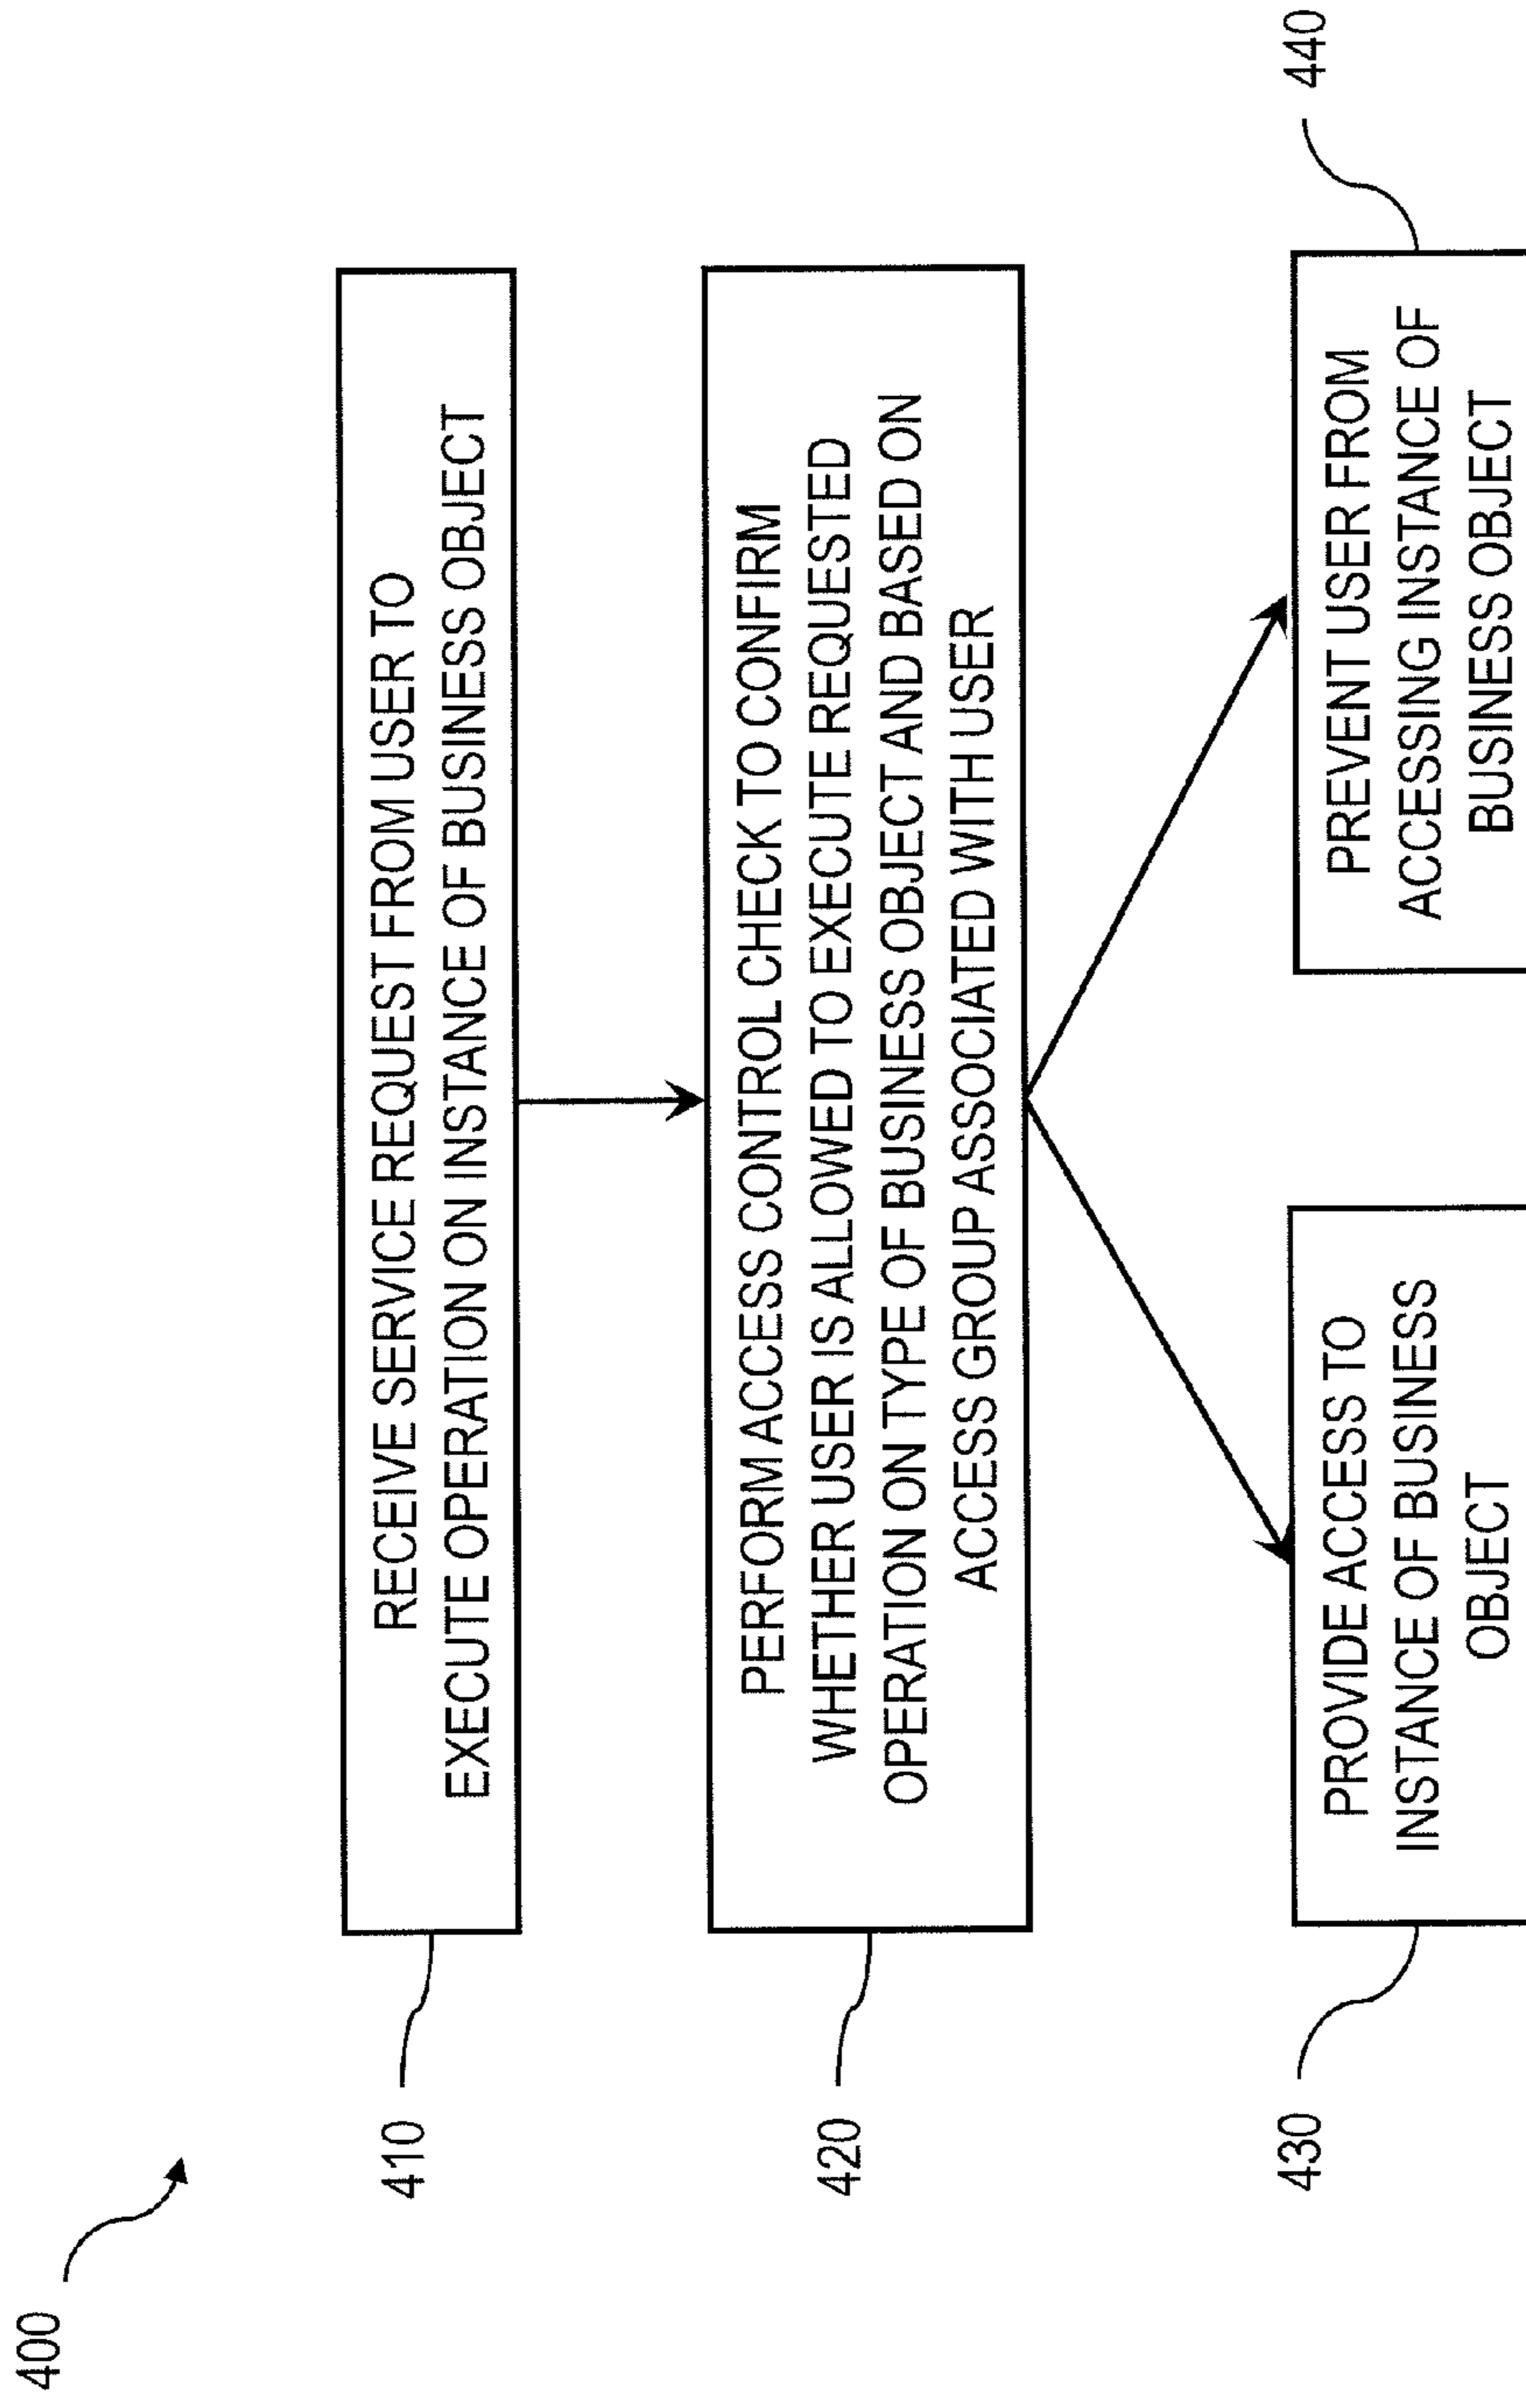 400
410
RECEIVE SERVICE REQUEST FROM USER TO
EXECUTE OPERATION ON INSTANCE OF BUSINESS OBJECT
420
PERFORM ACCESS CONTROL CHECK TO CONFIRM
WHETHER USER IS ALLOWED TO EXECUTE REQUESTED
OPERATION ON TYPE OF BUSINESS OBJECT AND BASED ON
ACCESS GROUP ASSOCIATED WITH USER
430
PROVIDE ACCESS TO
INSTANCE OF BUSINESS
OBJECT
440
PREVENT USER FROM
ACCESSING INSTANCE OF
BUSINESS OBJECT